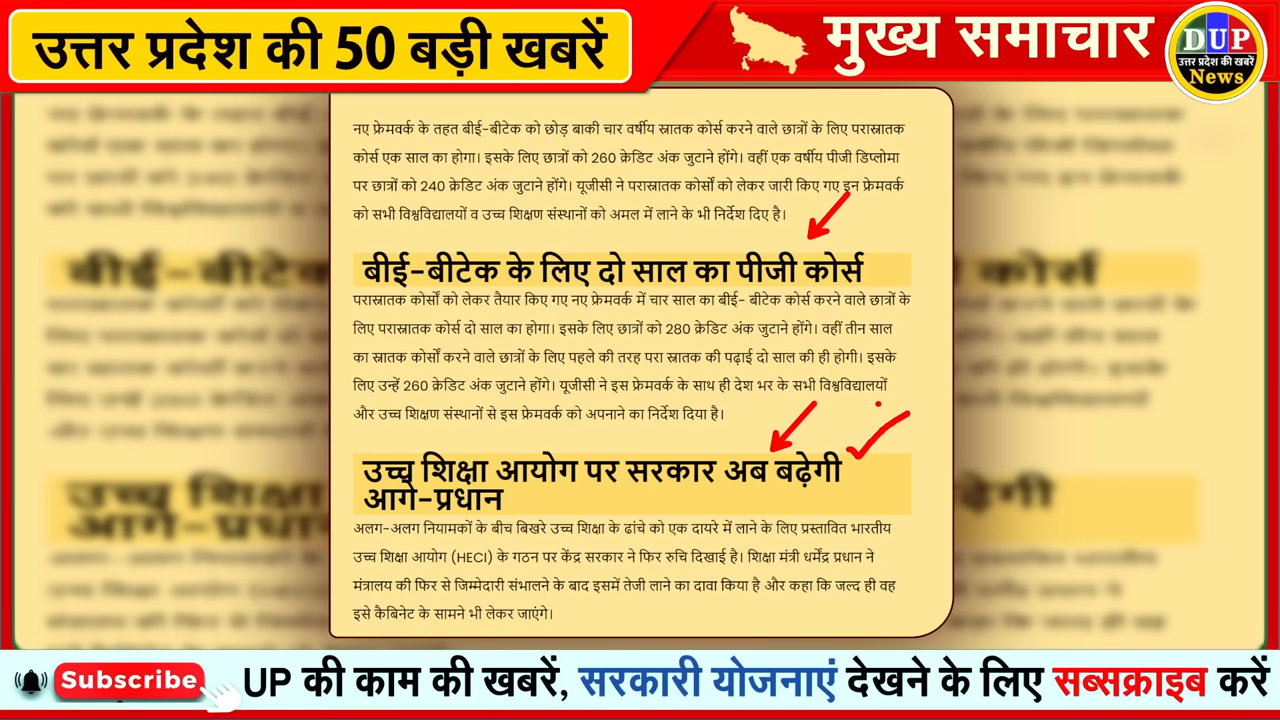 उत्तर प्रदेश की 50 बड़ी खबरें
मुख्य समाचार
DUP
उत्तर प्रदेश की खबरें
News
नए फ्रेमवर्क के तहत बीई-बीटेक को छोड़ बाकी चार वर्षीय स्नातक कोर्स करने वाले छात्रों के लिए परास्नातक
कोर्स एक साल का होगा। इसके लिए छात्रों को 260 क्रेडिट अंक जुटाने होंगे। वहीं एक वर्षीय पीजी डिप्लोमा
पर छात्रों को 240 क्रेडिट अंक जुटाने होंगे। यूजीसी ने परास्नातक कोर्सों को लेकर जारी किए गए इन फ्रेमवर्क
को सभी विश्वविद्यालयों व उच्च शिक्षण संस्थानों को अमल में लाने के भी निर्देश दिए है।
बीई-बीटेक के लिए दो साल का पीजी कोर्स
परास्नातक कोर्सों को लेकर तैयार किए गए नए फ्रेमवर्क में चार साल का बीई- बीटेक कोर्स करने वाले छात्रों के
लिए परास्नातक कोर्स दो साल का होगा। इसके लिए छात्रों को 280 क्रेडिट अंक जुटाने होंगे। वहीं तीन साल
का स्नातक कोर्सों करने वाले छात्रों के लिए पहले की तरह परा स्नातक की पढ़ाई दो साल की ही होगी। इसके
लिए उन्हें 260 क्रेडिट अंक जुटाने होंगे। यूजीसी ने इस फ्रेमवर्क के साथ ही देश भर के सभी विश्वविद्यालयों
और उच्च शिक्षण संस्थानों से इस फ्रेमवर्क को अपनाने का निर्देश दिया है।
उच्च शिक्षा आयोग पर सरकार अब बढ़ेगी
आगे-प्रधान
अलग-अलग नियामकों के बीच बिखरे उच्च शिक्षा के ढांचे को एक दायरे में लाने के लिए प्रस्तावित भारतीय
उच्च शिक्षा आयोग (HECI) के गठन पर केंद्र सरकार ने फिर रुचि दिखाई है। शिक्षा मंत्री धर्मेंद्र प्रधान ने
मंत्रालय की फिर से जिम्मेदारी संभालने के बाद इसमें तेजी लाने का दावा किया है और कहा कि जल्द ही वह
इसे कैबिनेट के सामने भी लेकर जाएंगे।
Subscribe
UP की काम की खबरें, सरकारी योजनाएं देखने के लिए सब्सक्राइब करें